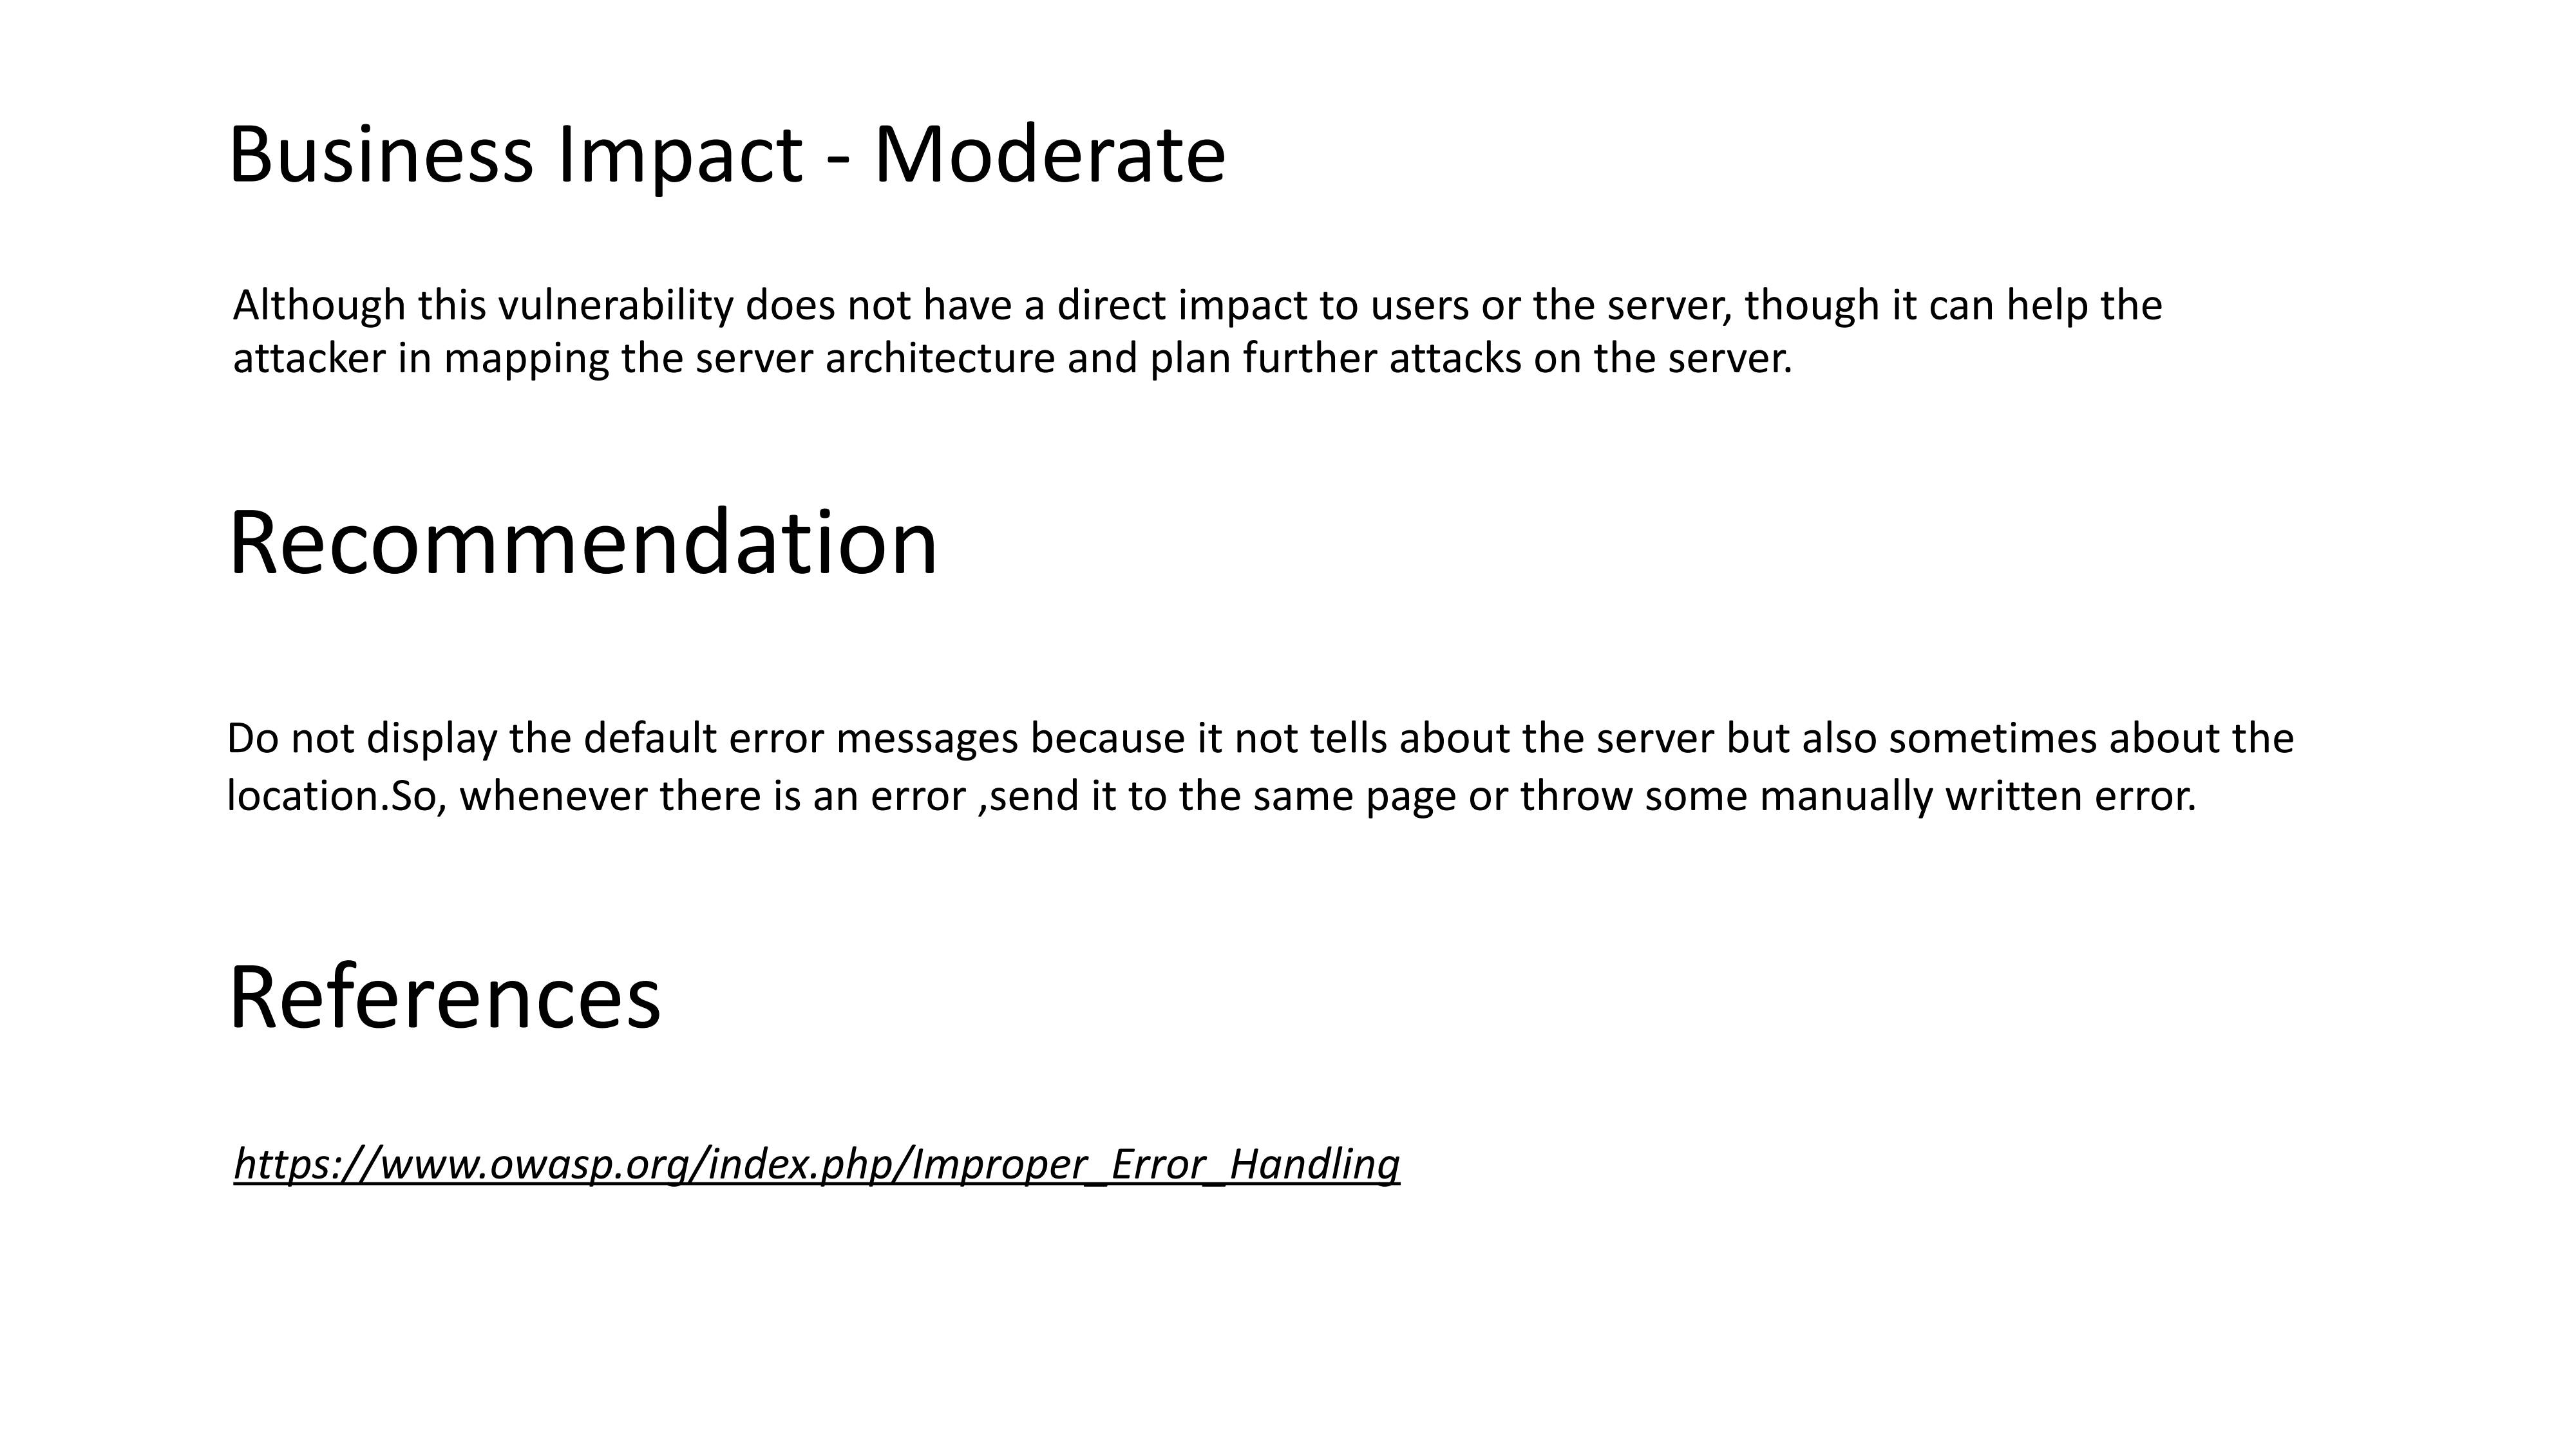 Business Impact - Moderate
Although this vulnerability does not have a direct impact to users or the server, though it can help the
attacker in mapping the server architecture and plan further attacks on the server.
Recommendation
Do not display the default error messages because it not tells about the server but also sometimes about the
location.So, whenever there is an error ,send it to the same page or throw some manually written error.
References
https://www.owasp.org/index.php/Improper_Error_Handling